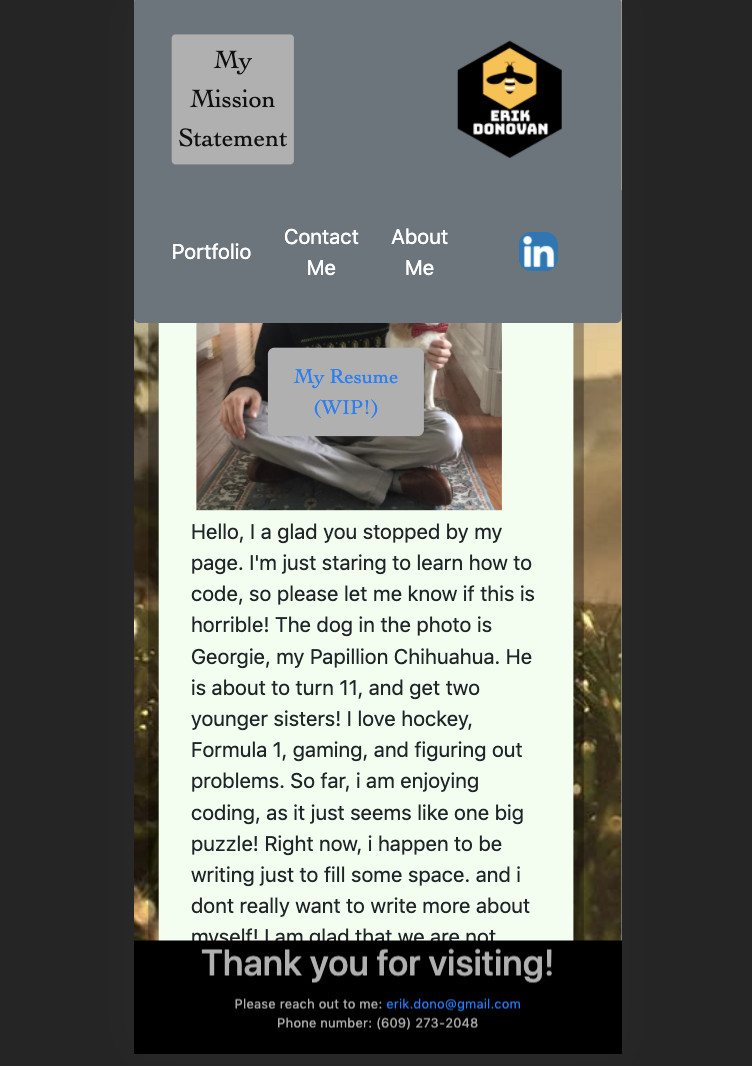 My
Mission
Statement
ERIK
DONOVAN
Portfolio
Contact
Me
About
Me
in
My Resume
(WIP!)
Hello, I a glad you stopped by my
page. I'm just staring to learn how to
code, so please let me know if this is
horrible! The dog in the photo is
Georgie, my Papillion Chihuahua. He
is about to turn 11, and get two
younger sisters! I love hockey,
Formula 1, gaming, and figuring out
problems. So far, i am enjoying
coding, as it just seems like one big
puzzle! Right now, i happen to be
writing just to fill some space. and i
dont really want to write more about
myself! I am glad that we are not
Thank you for visiting!
Please reach out to me: erik.dono@gmail.com
Phone number: (609) 273-2048